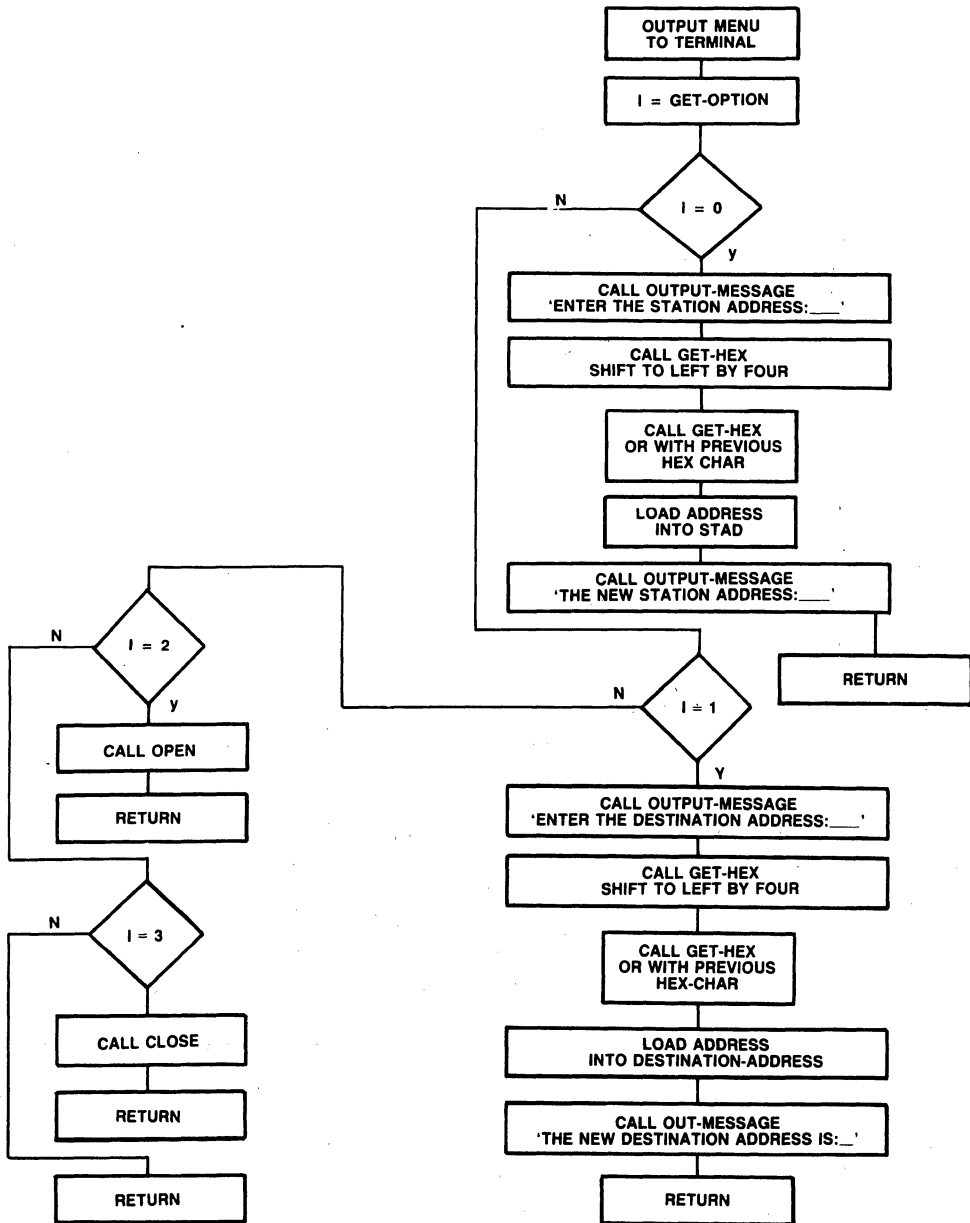 OUTPUT MENU
TO TERMINAL
I = GET-OPTION
N
I = 0
y
CALL OUTPUT-MESSAGE
'ENTER THE STATION ADDRESS:___'
CALL GET-HEX
SHIFT TO LEFT BY FOUR
CALL GET-HEX
OR WITH PREVIOUS
HEX CHAR
LOAD ADDRESS
INTO STAD
CALL OUTPUT-MESSAGE
'THE NEW STATION ADDRESS:___'
RETURN
N
I = 1
Y
CALL OUTPUT-MESSAGE
'ENTER THE DESTINATION ADDRESS:___'
CALL GET-HEX
SHIFT TO LEFT BY FOUR
CALL GET-HEX
OR WITH PREVIOUS
HEX-CHAR
LOAD ADDRESS
INTO DESTINATION-ADDRESS
CALL OUT-MESSAGE
'THE NEW DESTINATION ADDRESS IS:_'
RETURN
N
I = 2
y
CALL OPEN
RETURN
N
I = 3
CALL CLOSE
RETURN
RETURN